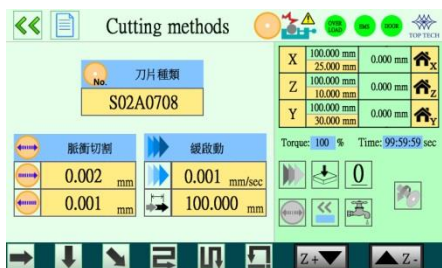 Cutting methods
OVER
LOAD
EMS
DOOR
TOP TECH
No.
刀片種類
S02A0708
脈衝切割
緩啟動
0.002 mm
0.001 mm/sec
0.001 mm
100.000 mm
X 100.000 mm 0.000 mm X
25.000 mm
Z 100.000 mm 0.000 mm Z
10.000 mm
Y 100.000 mm 0.000 mm Y
30.000 mm
Torque: 100 % Time: 99:59:59 sec
0
Z+▼
▲Z-